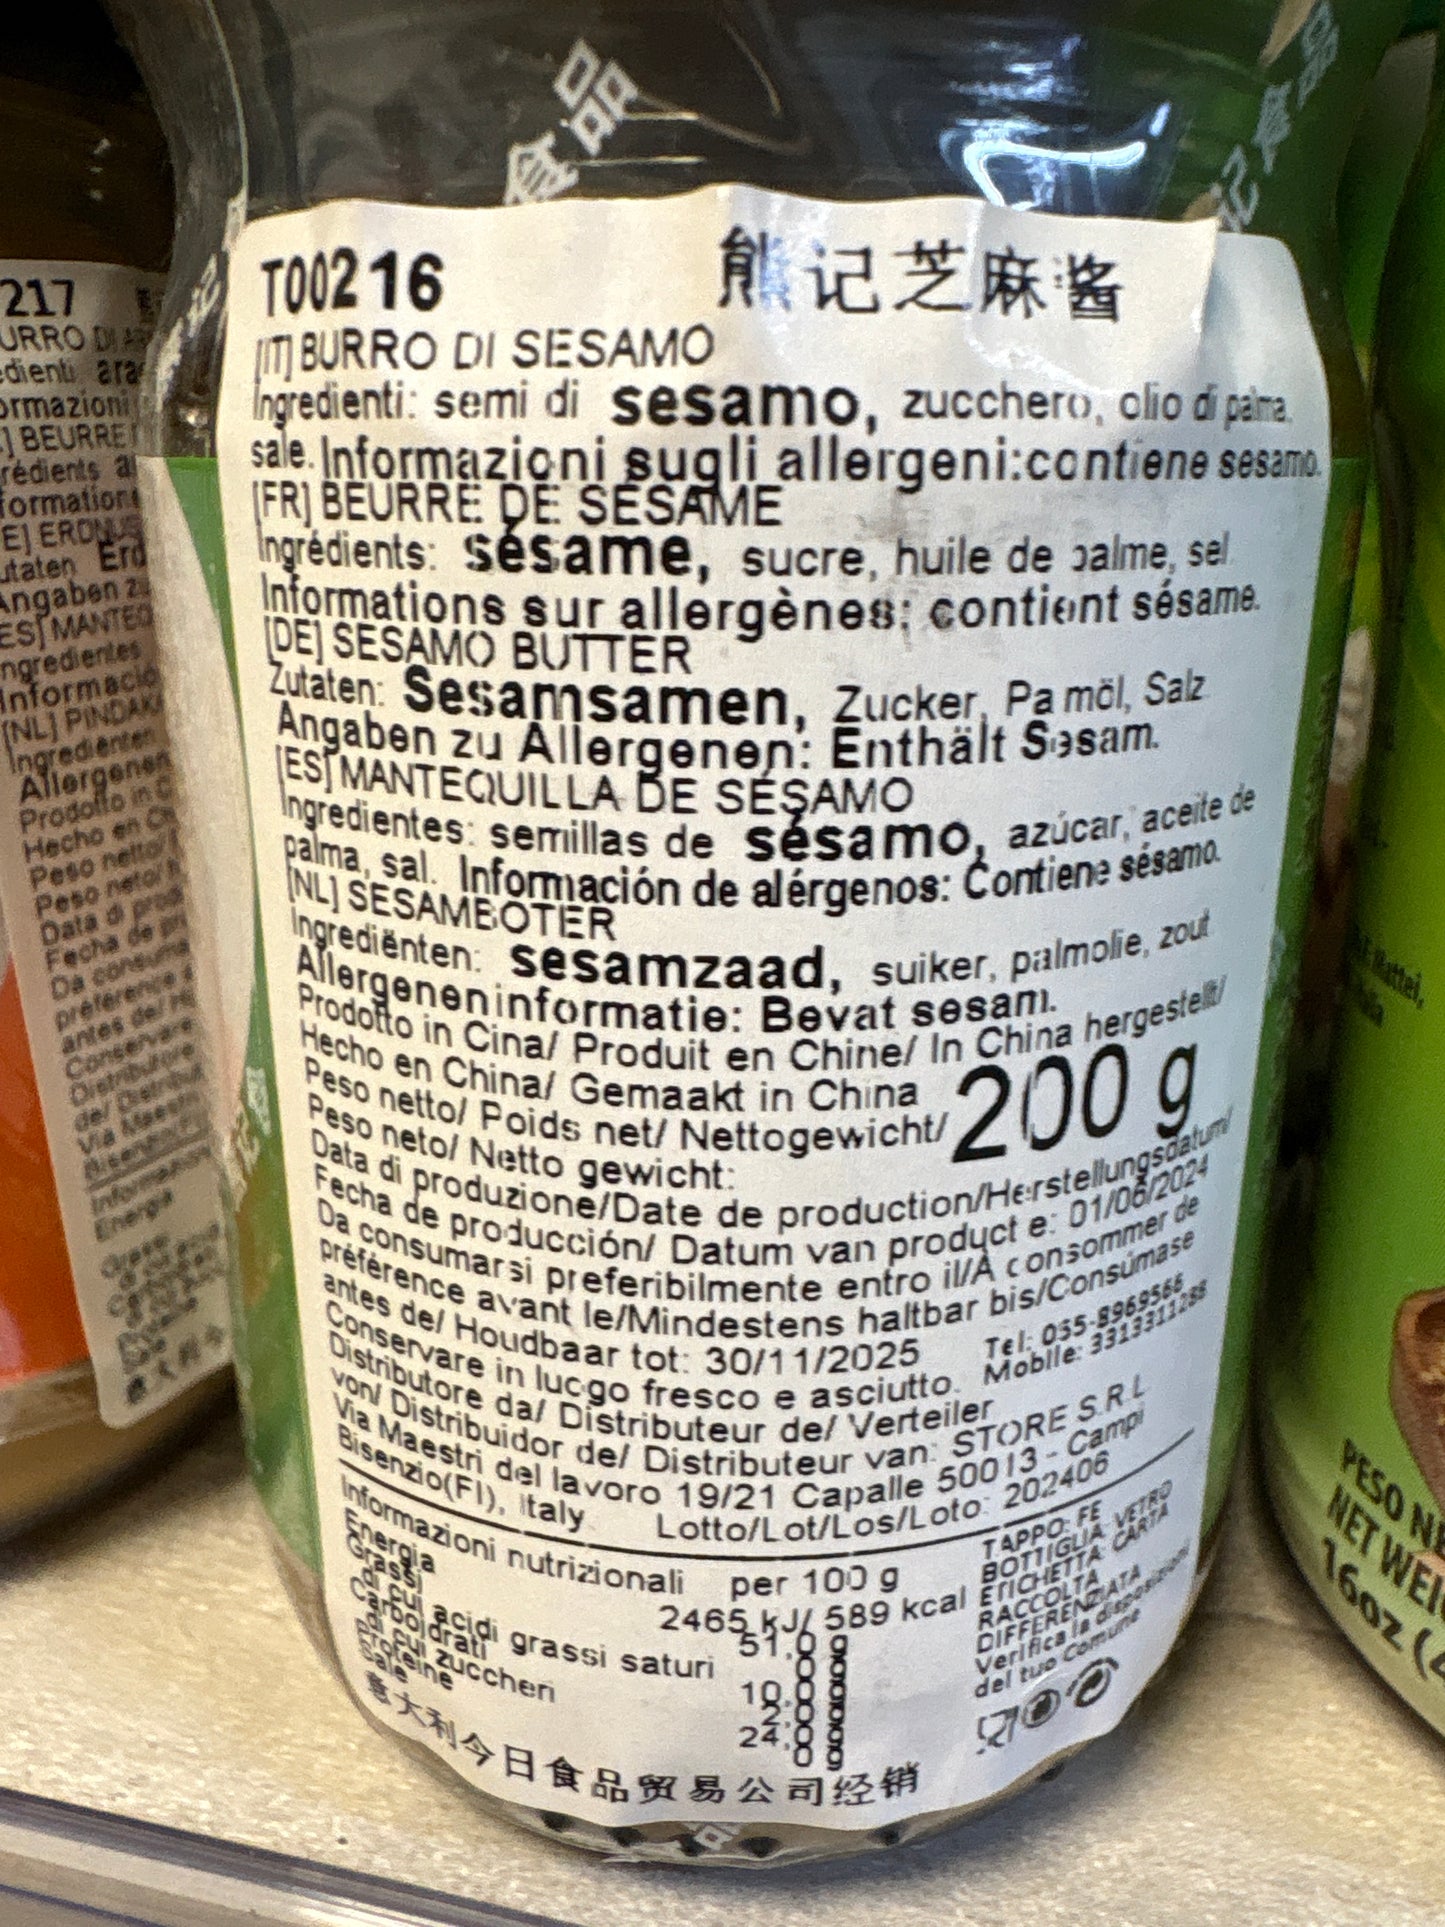 食品
T00216 熊记芝麻酱
[IT] BURRO DI SESAMO
Ingredienti: semi di sesamo, zucchero, olio di palma,
sale. Informazioni sugli allergeni:contiene sesamo.
[FR] BEURRE DE SÉSAME
Ingrédients: sésame, sucre, huile de palme, sel
Informations sur allergènes: contient sésame.
[DE] SESAMO BUTTER
Zutaten: Sesamsamen, Zucker, Palmöl, Salz
Angaben zu Allergenen: Enthält Sesam.
[ES] MANTEQUILLA DE SÉSAMO
Ingredientes: semillas de sésamo, azúcar, aceite de
palma, sal. Información de alérgenos: Contiene sésamo.
[NL] SESAMBOTER
Ingrediënten: sesamzaad, suiker, palmolie, zout
Allergeneninformatie: Bevat sesam.
Prodotto in Cina/ Produit en Chine/ In China hergestellt/
Hecho en China/ Gemaakt in China
Peso netto/ Poids net/ Nettogewicht/
Peso neto/ Netto gewicht: 200 g
Data di produzione/Date de production/Herstellungsdatum/
Fecha de producción/ Datum van product e: 01/06/2024
Da consumarsi preferibilmente entro il/À consommer de
préférence avant le/Mindestens haltbar bis/Consúmase
antes de/ Houdbaar tot: 30/11/2025
Conservare in luogo fresco e asciutto.
Tel: 055-8969566
Mobile: 3313311288
Distributore da/ Distributeur de/ Verteiler
von/ Distribuidor de/ Distributeur van: STORE S.R.L
Via Maestri del lavoro 19/21 Capalle 50013 - Campi
Bisenzio(FI), Italy Lotto/Lot/Los/Loto: 202406
Informazioni nutrizionali per 100 g
Energia 2465 kJ/ 589 kcal
Grassi 51,0 g
di cui acidi grassi saturi
Carboidrati 10,0 g
di cui zuccheri 2,0 g
Proteine 24,0 g
Sale 0 g
TAPPO: FE
BOTTIGLIA: VETRO
ETICHETTA: CARTA
RACCOLTA
DIFFERENZIATA
Verifica la disposizioni
del tuo Comune
意大利今日食品贸易公司经销
217
PESO NE
NET WEI
16oz